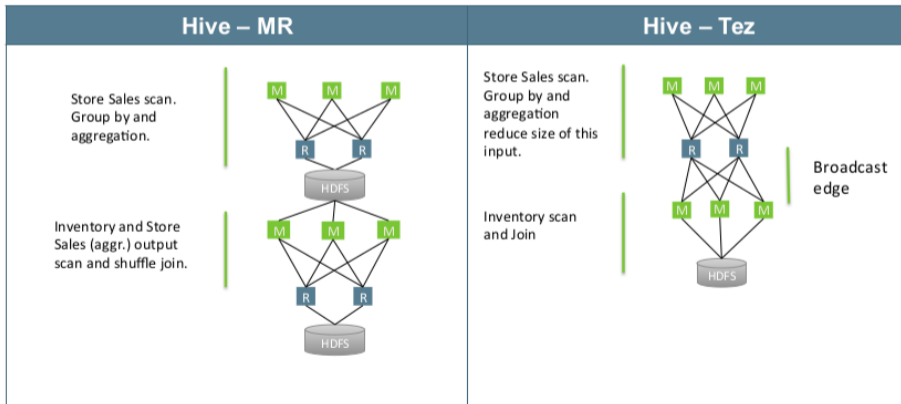 Hive – MR
Store Sales scan.
Group by and
aggregation.
M M M
R R
HDFS
Inventory and Store
Sales (aggr.) output
scan and shuffle join.
M M M
R R
HDFS
Hive – Tez
Store Sales scan.
Group by and
aggregation
reduce size of this
input.
M M M
R R
Broadcast
edge
Inventory scan
and Join
M M M
HDFS